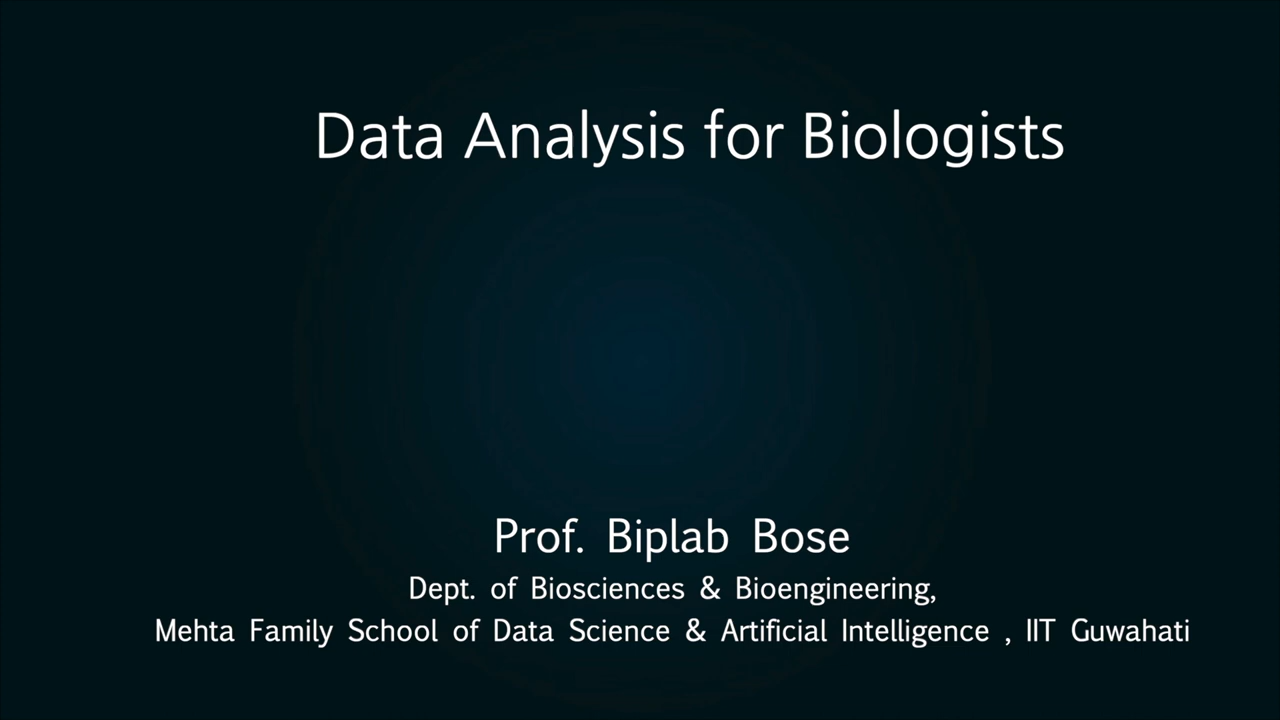 Data Analysis for Biologists
Prof. Biplab Bose
Dept. of Biosciences & Bioengineering,
Mehta Family School of Data Science & Artificial Intelligence , IIT Guwahati